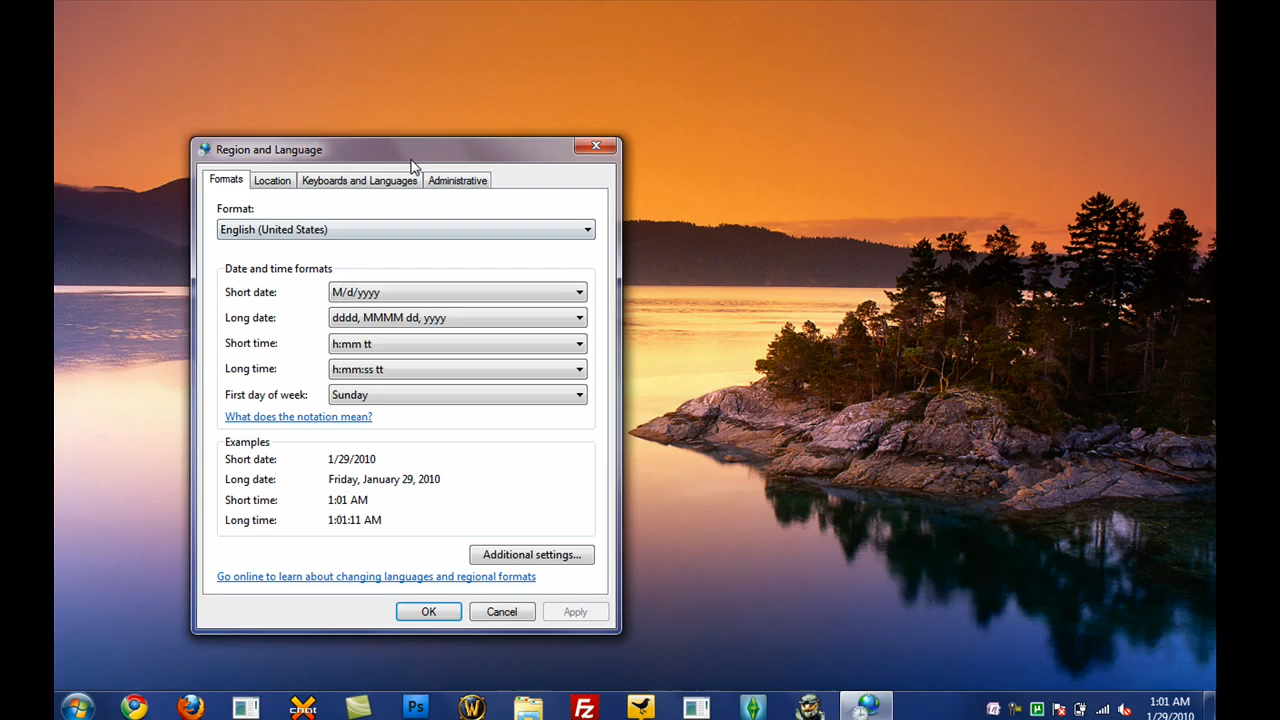 Region and Language
Formats Location Keyboards and Languages Administrative
Format:
English (United States)
Date and time formats
Short date: M/d/yyyy
Long date: dddd, MMMM dd, yyyy
Short time: h:mm tt
Long time: h:mm:ss tt
First day of week: Sunday
What does the notation mean?
Examples
Short date: 1/29/2010
Long date: Friday, January 29, 2010
Short time: 1:01 AM
Long time: 1:01:11 AM
Additional settings...
Go online to learn about changing languages and regional formats
OK Cancel Apply
Ps W Fz
1:01 AM
1/29/2010